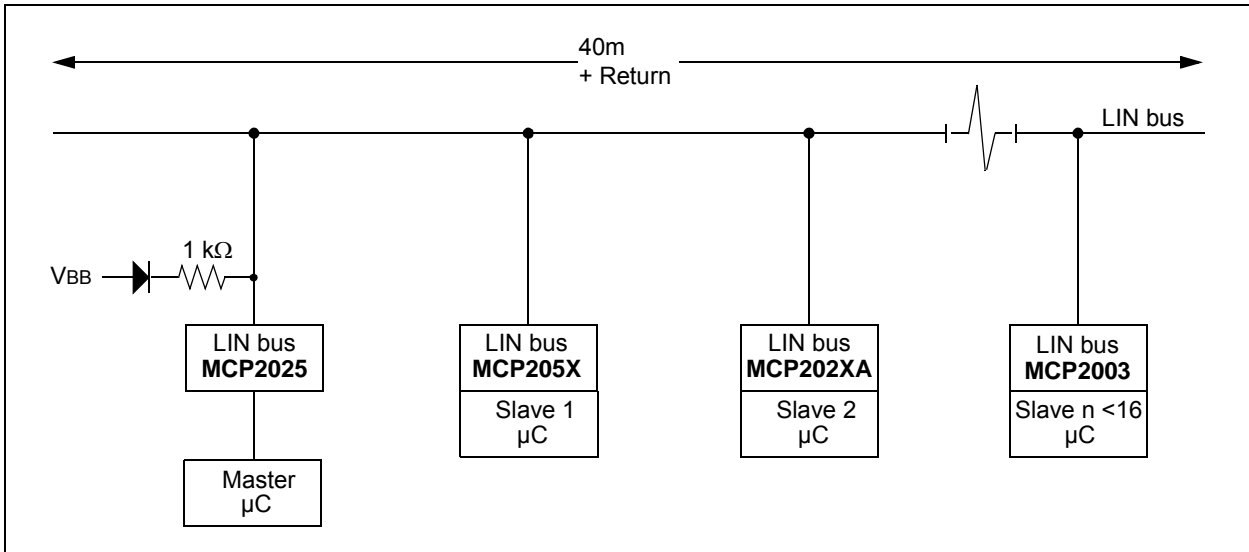 40m
+ Return
LIN bus
1 kΩ
VBB
LIN bus
MCP2025
Master
µC
LIN bus
MCP205X
Slave 1
µC
LIN bus
MCP202XA
Slave 2
µC
LIN bus
MCP2003
Slave n <16
µC